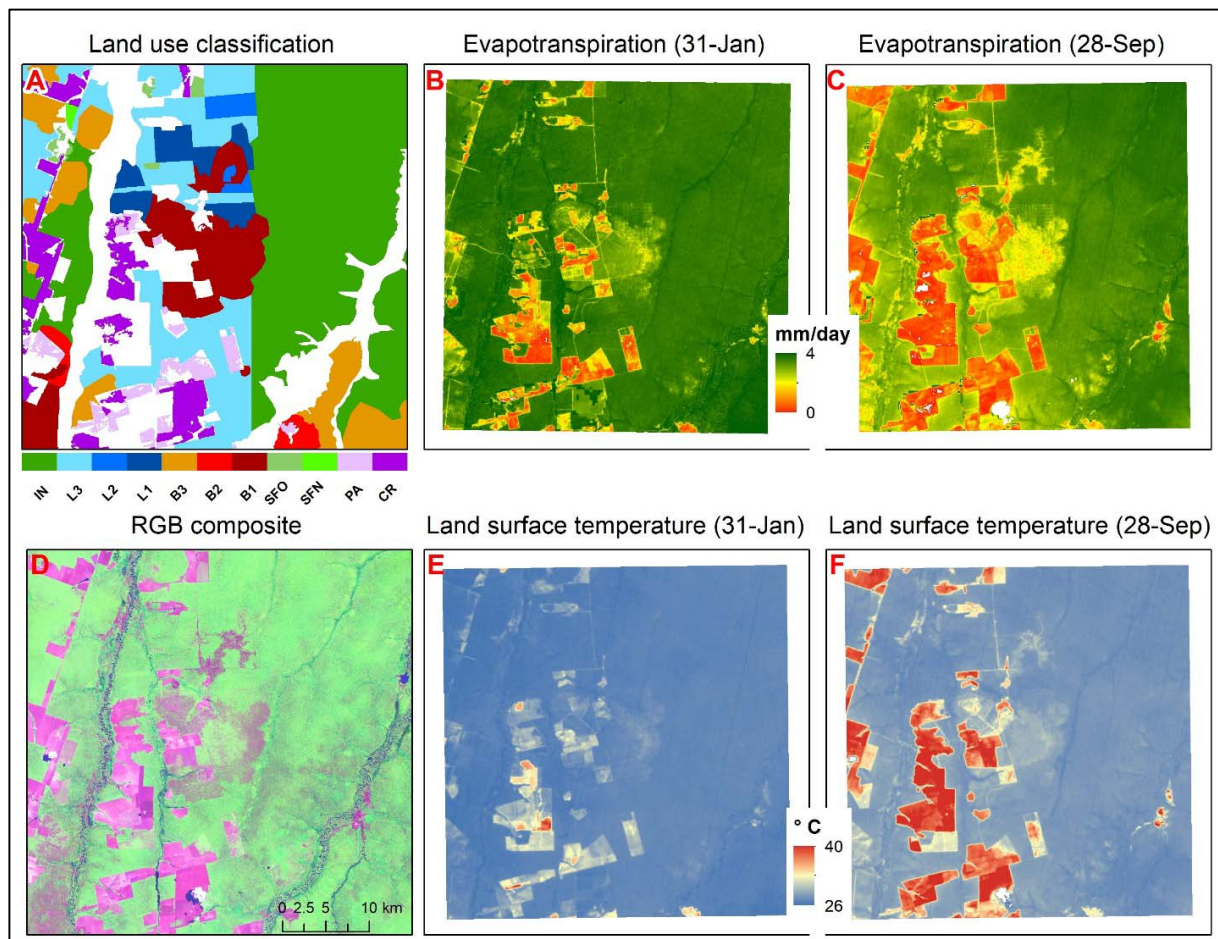 Land use classification
Evapotranspiration (31-Jan)
Evapotranspiration (28-Sep)
A
B
C
mm/day
4
0
IN L3 L2 L1 B3 B2 B1 SFO SFN PA CR
RGB composite
Land surface temperature (31-Jan)
Land surface temperature (28-Sep)
D
E
F
° C
40
26
0 2.5 5 10 km